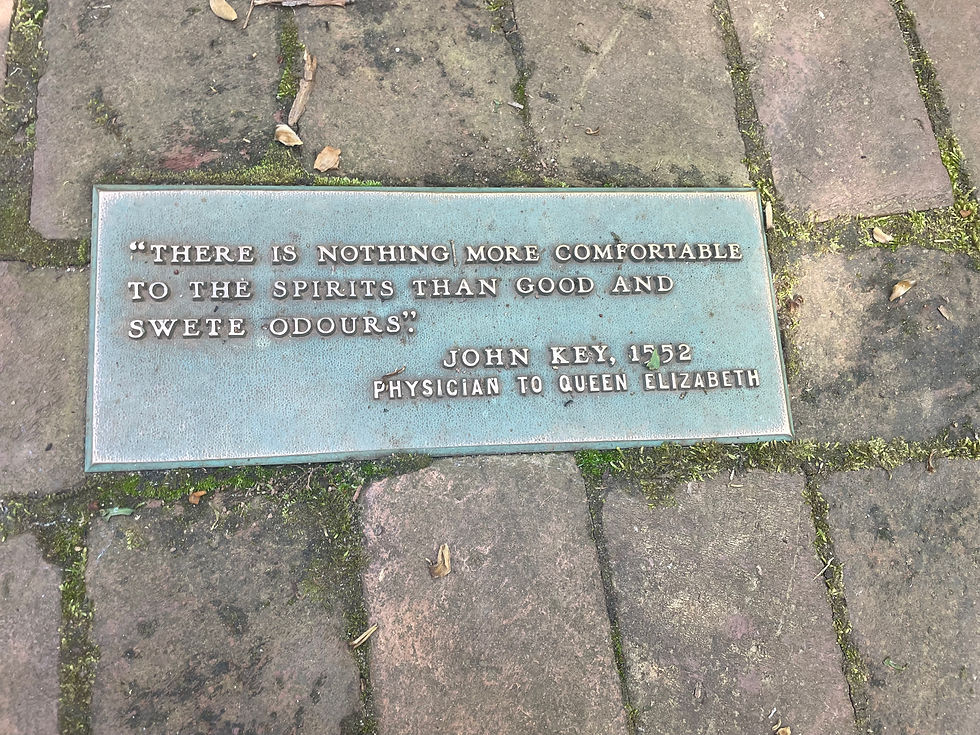 “THERE IS NOTHING MORE COMFORTABLE
TO THE SPIRITS THAN GOOD AND
SWETE ODOURS”.
JOHN KEY, 1552
PHYSICIAN TO QUEEN ELIZABETH